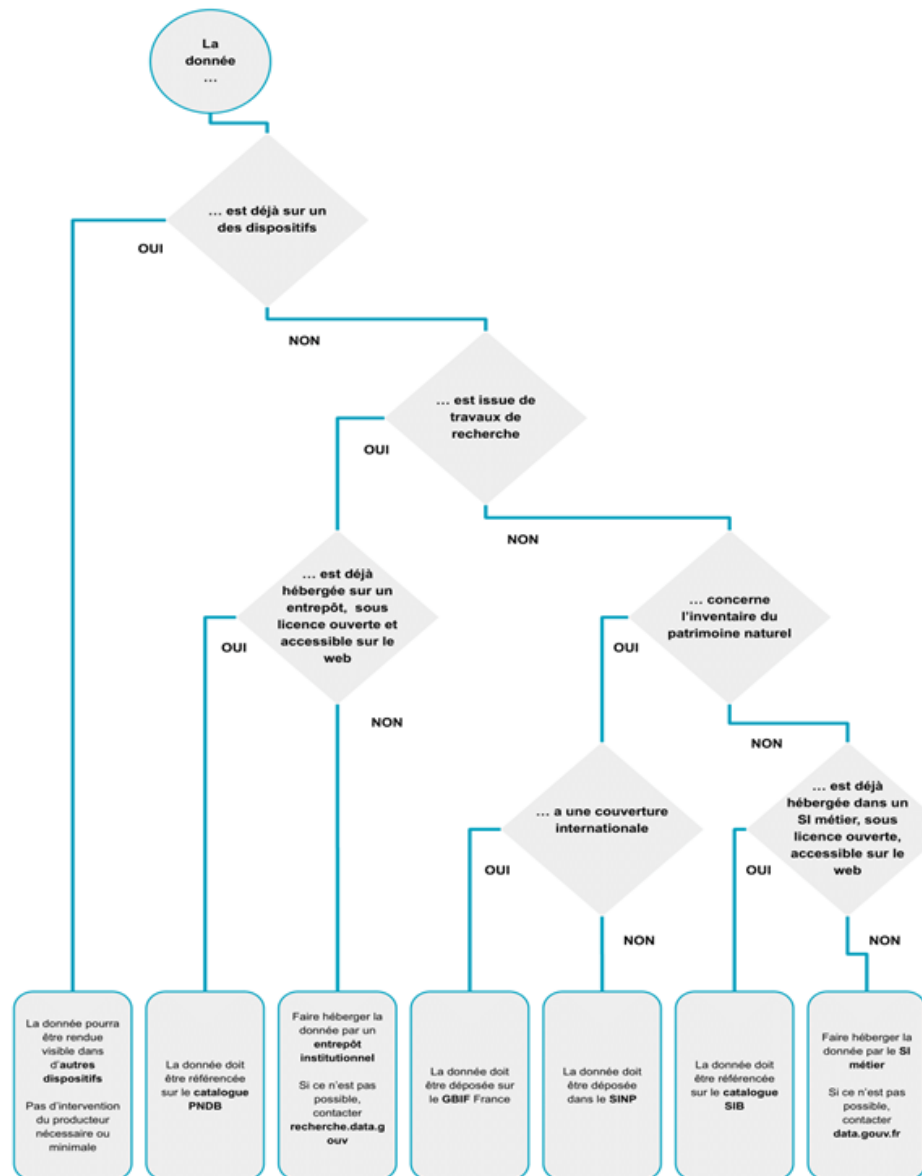 La
donnée
…
… est déjà sur un
des dispositifs
OUI
NON
… est issue de
travaux de
recherche
OUI
NON
… est déjà
hébergée sur un
entrepôt, sous
licence ouverte et
accessible sur le
web
OUI
NON
… concerne
l’inventaire du
patrimoine naturel
OUI
NON
… a une couverture
internationale
OUI
NON
… est déjà
hébergée dans un
SI métier, sous
licence ouverte,
accessible sur le
web
OUI
NON
La donnée pourra
être rendue
visible dans
d’autres
dispositifs
Pas d’intervention
du producteur
nécessaire ou
minimale
La donnée doit
être référencée
sur le catalogue
PNDB
Faire héberger la
donnée par un
entrepôt
institutionnel
Si ce n’est pas
possible,
contacter
recherche.data.g
ouv
La donnée doit
être déposée sur
le GBIF France
La donnée doit
être déposée
dans le SINP
La donnée doit
être référencée
sur le catalogue
SIB
Faire héberger la
donnée par le SI
métier
Si ce n’est pas
possible,
contacter
data.gouv.fr